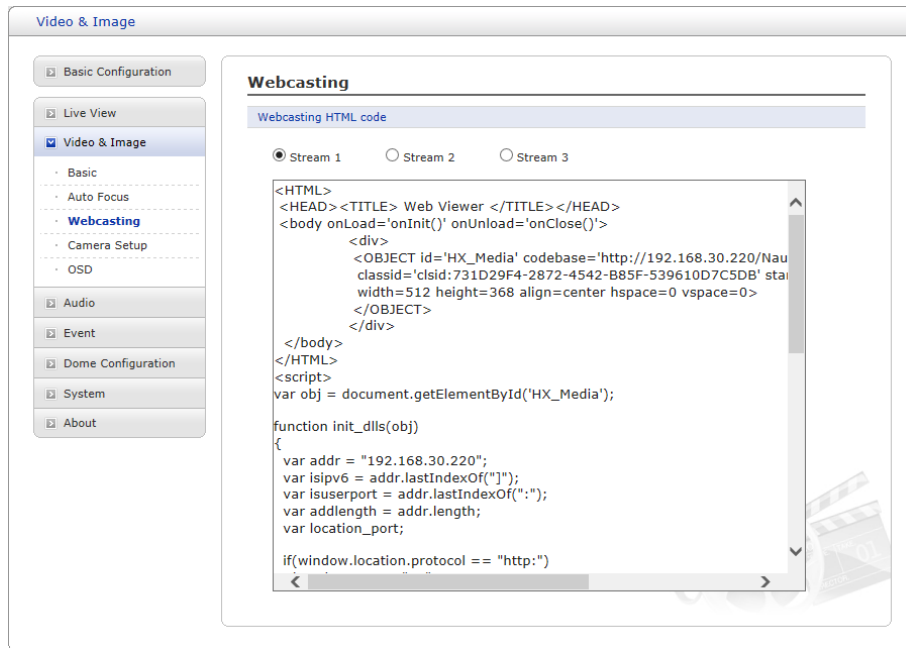 Video & Image
Basic Configuration
Live View
Video & Image
Basic
Auto Focus
Webcasting
Camera Setup
OSD
Audio
Event
Dome Configuration
System
About
Webcasting
Webcasting HTML code
Stream 1 Stream 2 Stream 3
<HTML>
<HEAD><TITLE> Web Viewer </TITLE></HEAD>
<body onLoad='onInit()' onUnload='onClose()'>
<div>
<OBJECT id='HX_Media' codebase='http://192.168.30.220/Nau
classid='clsid:731D29F4-2872-4542-B85F-539610D7C5DB' sta
width=512 height=368 align=center hspace=0 vspace=0>
</OBJECT>
</div>
</body>
</HTML>
<script>
var obj = document.getElementById('HX_Media');
function init_dlls(obj)
{
var addr = "192.168.30.220";
var isipv6 = addr.lastIndexOf("]");
var isuserport = addr.lastIndexOf(":");
var addlength = addr.length;
var location_port;
if(window.location.protocol == "http:")
01